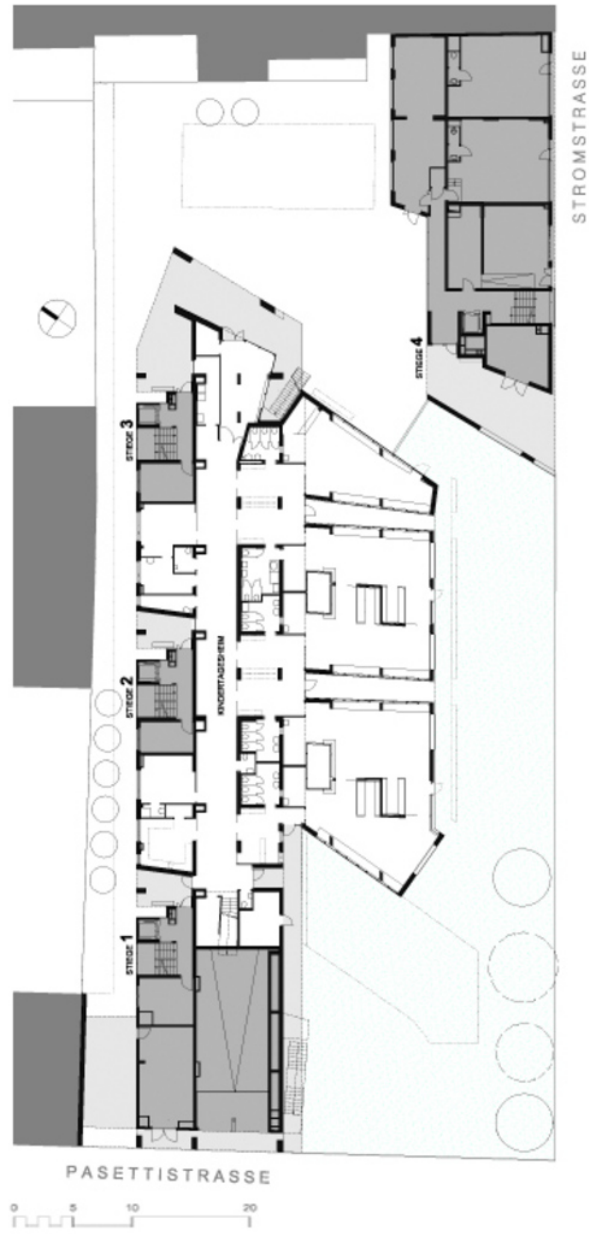 STROMSTRASSE
STIEGE 4
STIEGE 3
STIEGE 2
KINDERTAGESHEIM
STIEGE 1
PASETTISTRASSE
0 5 10 20